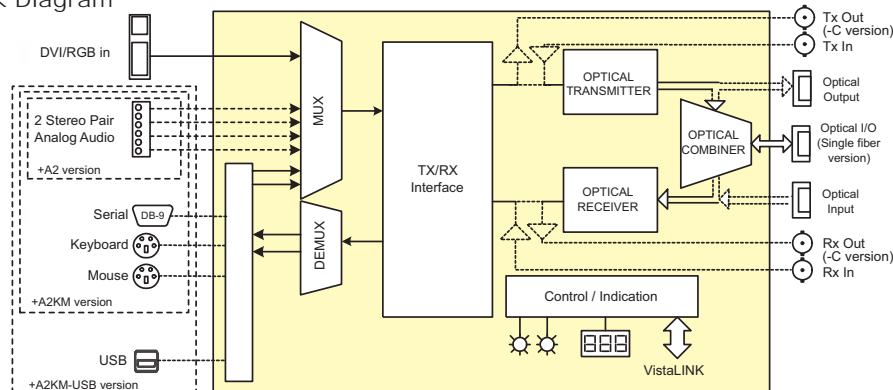 Diagram
DVI/RGB in
2 Stereo Pair
Analog Audio
+A2 version
Serial
DB-9
Keyboard
Mouse
+A2KM version
USB
+A2KM-USB version
MUX
DEMUX
TX/RX
Interface
OPTICAL
TRANSMITTER
OPTICAL
COMBINER
OPTICAL
RECEIVER
Control / Indication
VistaLINK
Tx Out
(-C version)
Tx In
Optical
Output
Optical I/O
(Single fiber
version)
Optical
Input
Rx Out
(-C version)
Rx In